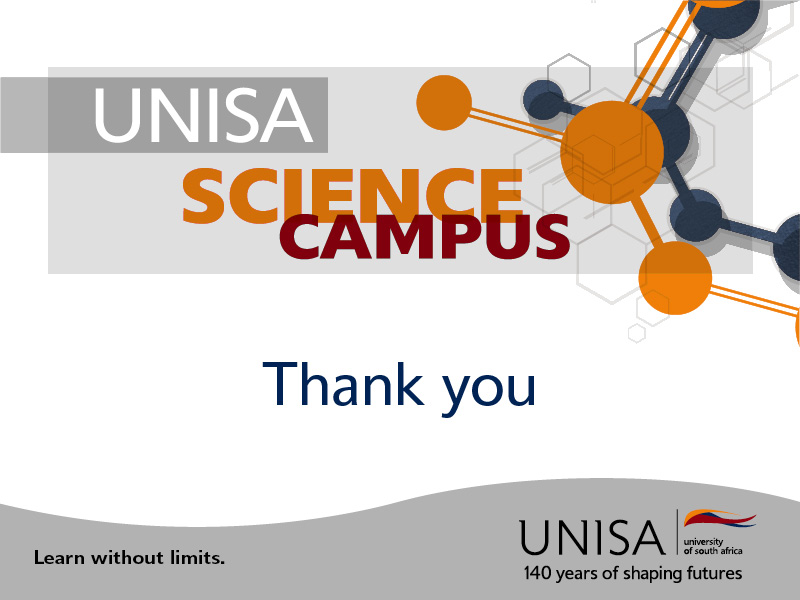 UNISA
SCIENCE
CAMPUS
Thank you
Learn without limits.
UNISA
university
of south africa
140 years of shaping futures